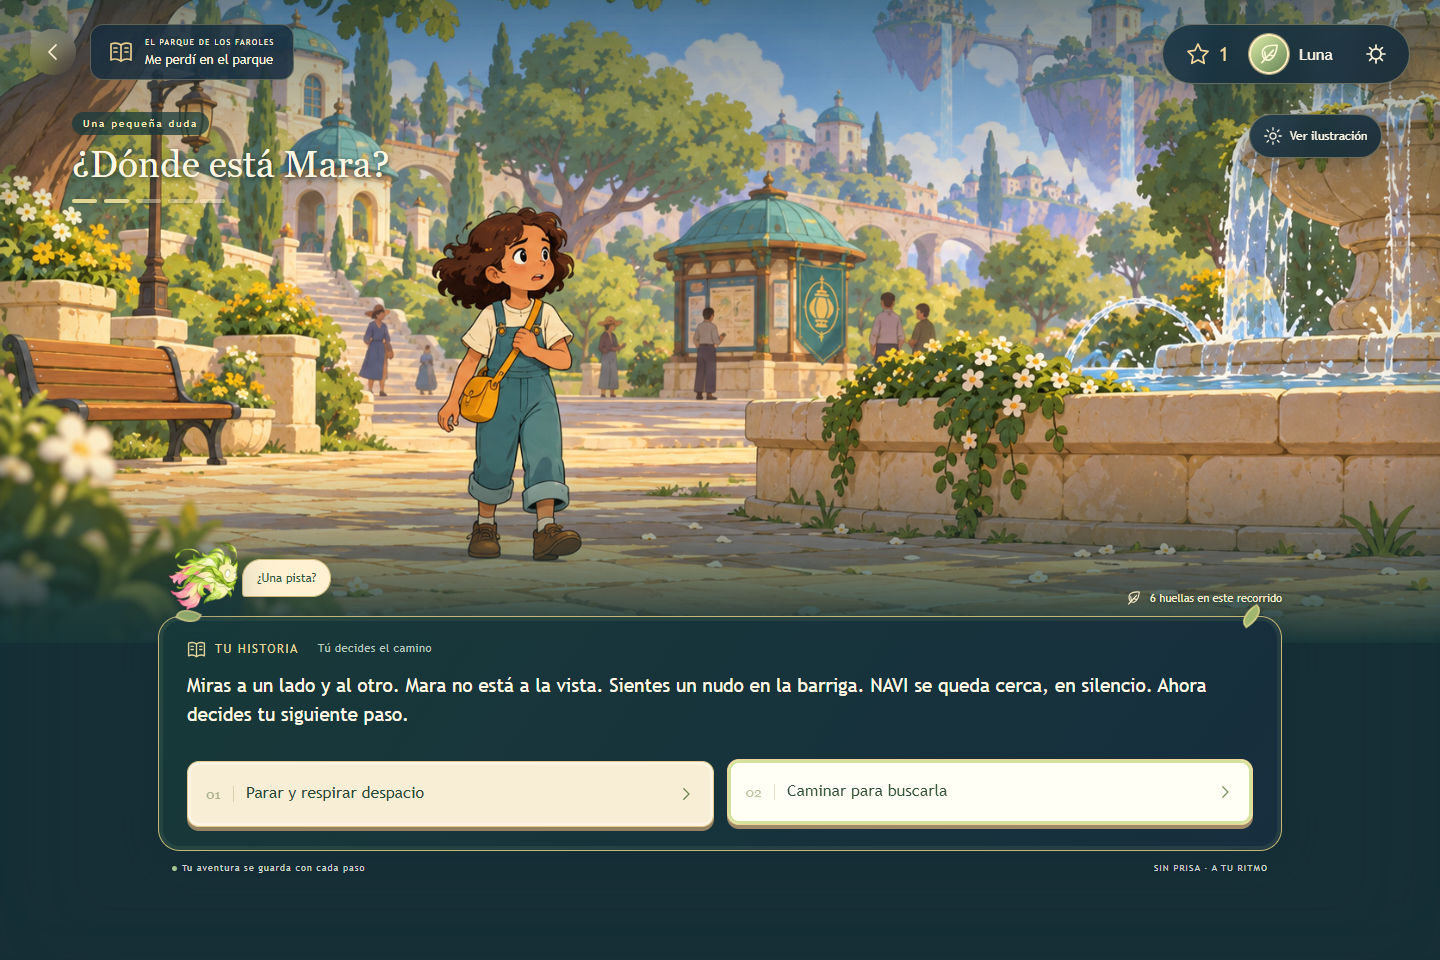 EL PARQUE DE LOS FAROLES
Me perdí en el parque
1
Luna
Una pequeña duda
¿Dónde está Mara?
Ver ilustración
¿Una pista?
6 huellas en este recorrido
TU HISTORIA Tú decides el camino
Miras a un lado y al otro. Mara no está a la vista. Sientes un nudo en la barriga. NAVI se queda cerca, en silencio. Ahora
decides tu siguiente paso.
01 Parar y respirar despacio
02 Caminar para buscarla
Tu aventura se guarda con cada paso
SIN PRISA · A TU RITMO